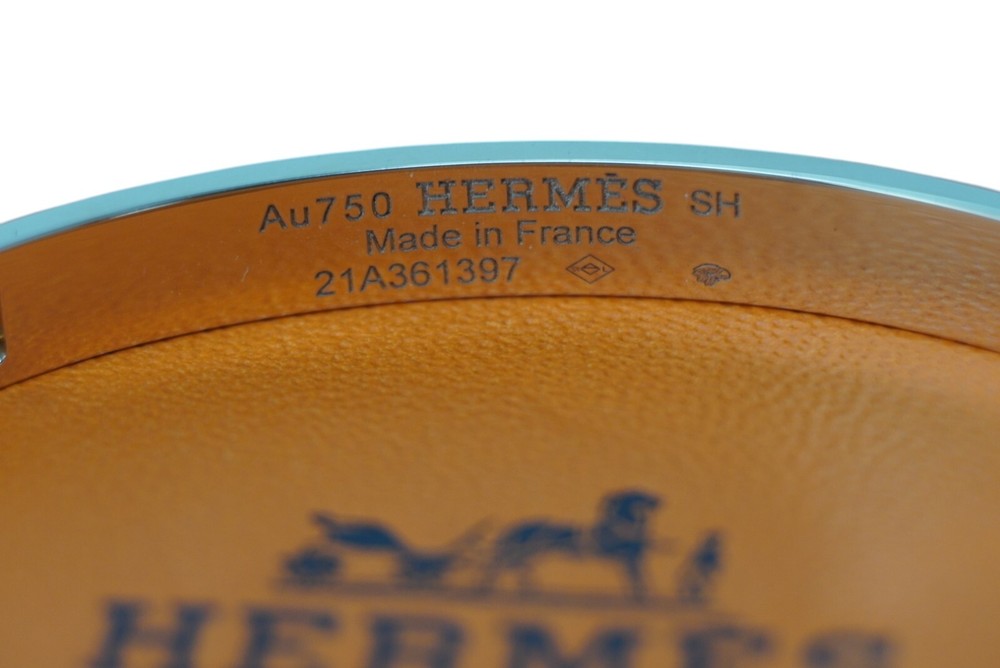 Au750 HERMÈS SH
Made in France
21A361397
HERMÈS